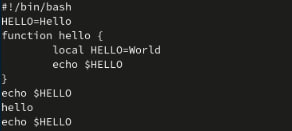 #!/bin/bash
HELLO=Hello
function hello {
        local HELLO=World
        echo $HELLO
}
echo $HELLO
hello
echo $HELLO